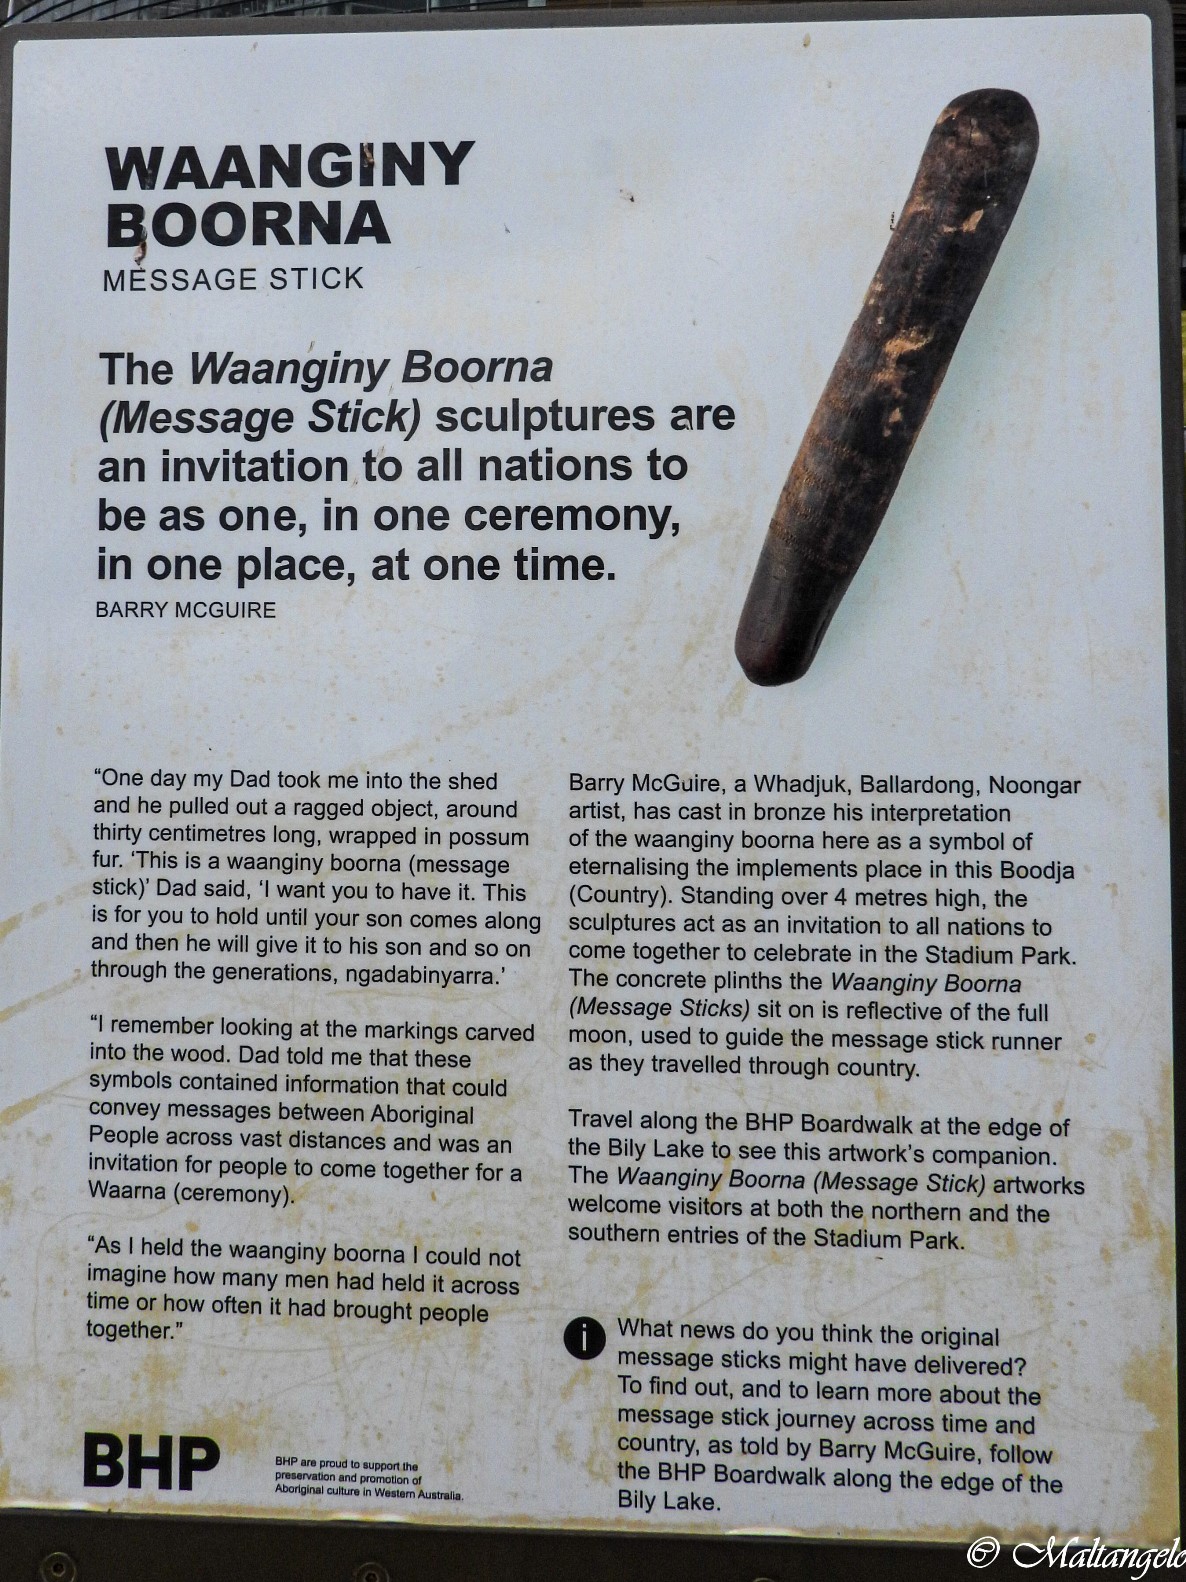 WAANGINY
BOORNA
MESSAGE STICK
The Waanginy Boorna
(Message Stick) sculptures are
an invitation to all nations to
be as one, in one ceremony,
in one place, at one time.
BARRY MCGUIRE
“One day my Dad took me into the shed
and he pulled out a ragged object, around
thirty centimetres long, wrapped in possum
fur. ‘This is a waanginy boorna (message
stick)’ Dad said, ‘I want you to have it. This
is for you to hold until your son comes along
and then he will give it to his son and so on
through the generations, ngadabinyarra.’
“I remember looking at the markings carved
into the wood. Dad told me that these
symbols contained information that could
convey messages between Aboriginal
People across vast distances and was an
invitation for people to come together for a
Waarna (ceremony).
“As I held the waanginy boorna I could not
imagine how many men had held it across
time or how often it had brought people
together.”
Barry McGuire, a Whadjuk, Ballardong, Noongar
artist, has cast in bronze his interpretation
of the waanginy boorna here as a symbol of
eternalising the implements place in this Boodja
(Country). Standing over 4 metres high, the
sculptures act as an invitation to all nations to
come together to celebrate in the Stadium Park.
The concrete plinths the Waanginy Boorna
(Message Sticks) sit on is reflective of the full
moon, used to guide the message stick runner
as they travelled through country.
Travel along the BHP Boardwalk at the edge of
the Bily Lake to see this artwork’s companion.
The Waanginy Boorna (Message Stick) artworks
welcome visitors at both the northern and the
southern entries of the Stadium Park.
i
What news do you think the original
message sticks might have delivered?
To find out, and to learn more about the
message stick journey across time and
country, as told by Barry McGuire, follow
the BHP Boardwalk along the edge of the
Bily Lake.
BHP
BHP are proud to support the
preservation and promotion of
Aboriginal culture in Western Australia.
© Maltangelo